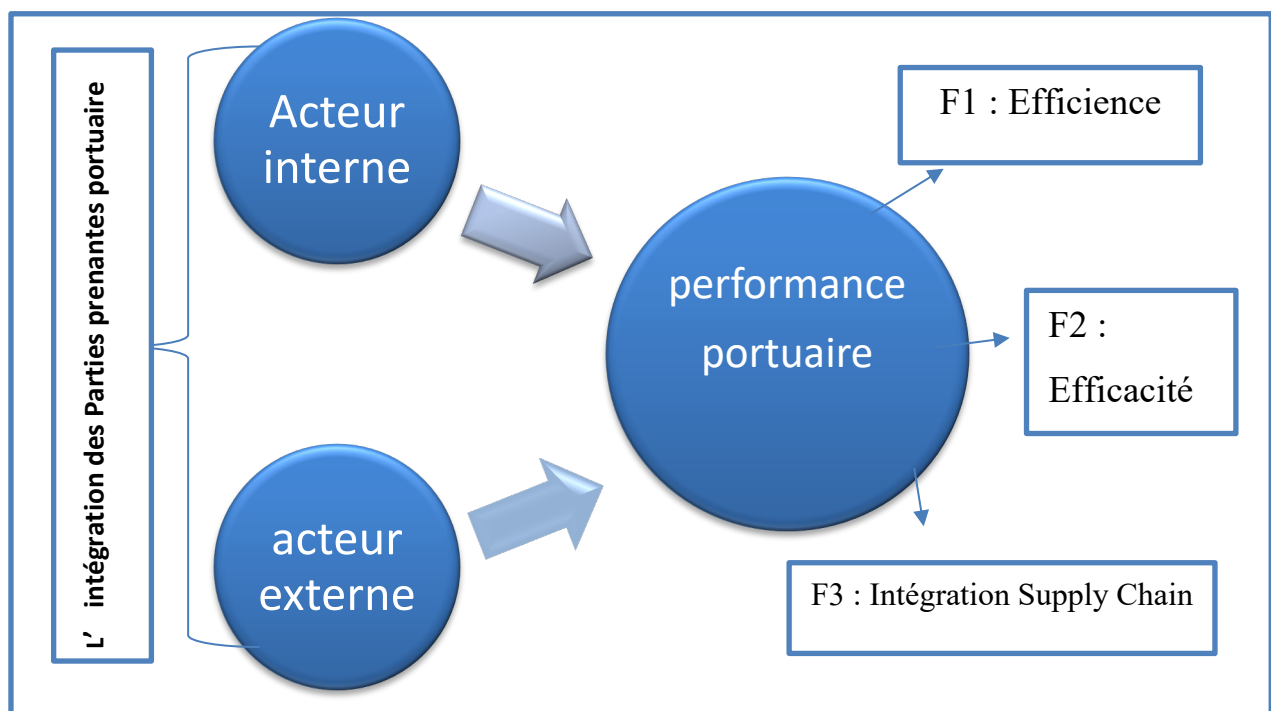 L’ intégration des Parties prenantes portuaire
Acteur
interne
acteur
externe
performance
portuaire
F1 : Efficience
F2 :
Efficacité
F3 : Intégration Supply Chain